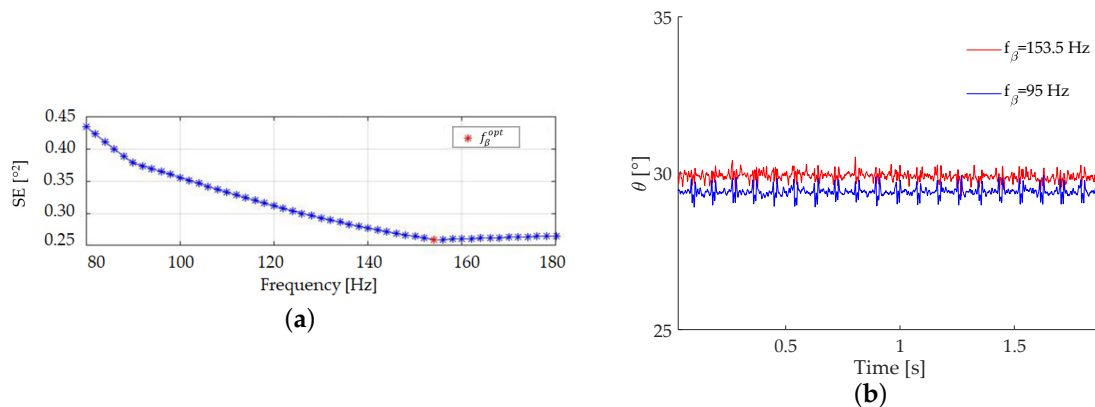 0.45
0.40
0.35
0.30
0.25
SE [°²]
f_β^opt
80 100 120 140 160 180
Frequency [Hz]
(a)
35
30
25
θ [°]
f_β=153.5 Hz
f_β=95 Hz
0.5 1 1.5
Time [s]
(b)